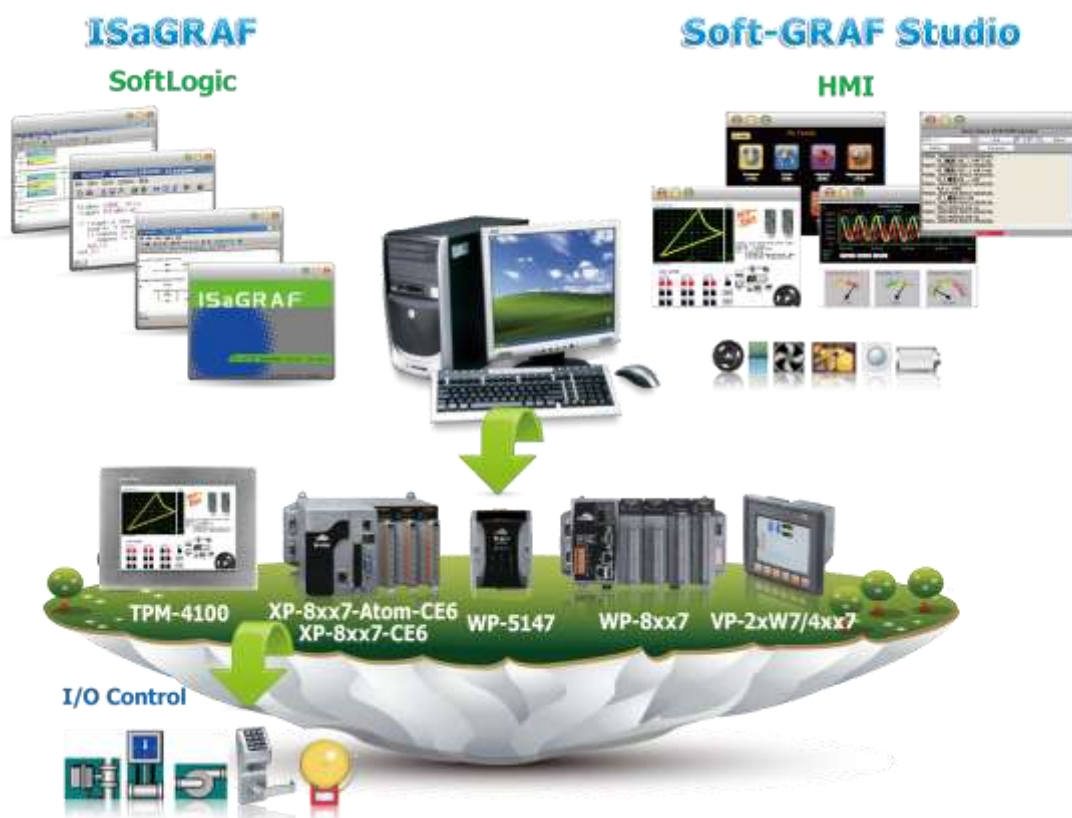 ISaGRAF
Soft-GRAF Studio
SoftLogic
HMI
ISaGRAF
TPM-4100
XP-8xx7-Atom-CE6
XP-8xx7-CE6
WP-5147
WP-8xx7
VP-2xW7/4xx7
I/O Control